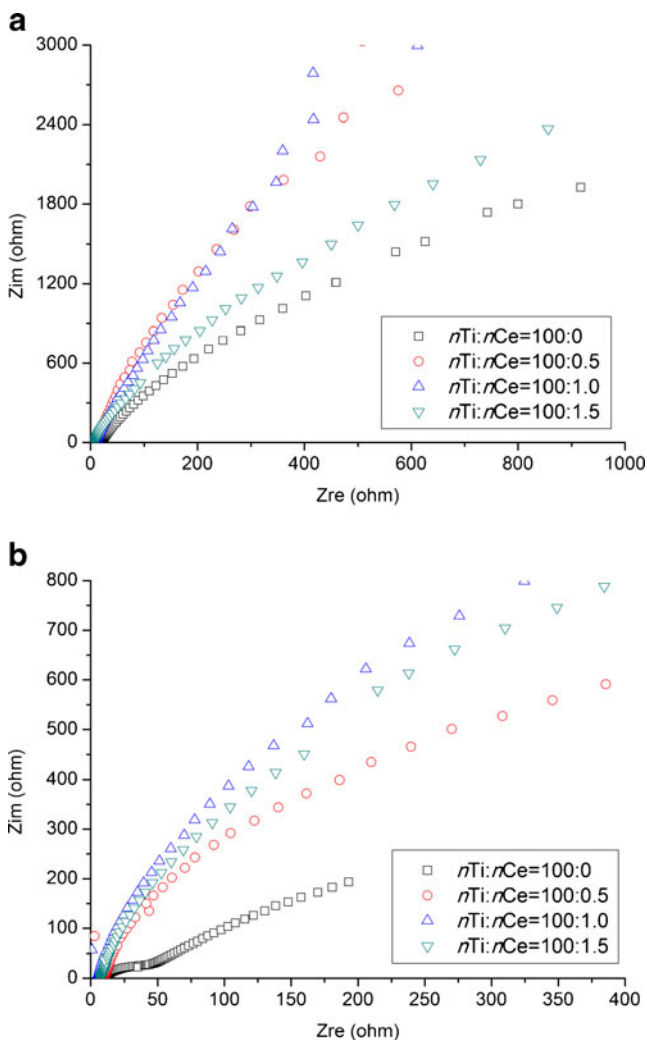 a
3000
2400
1800
1200
600
0
Zim (ohm)
nTi:nCe=100:0
nTi:nCe=100:0.5
nTi:nCe=100:1.0
nTi:nCe=100:1.5
0 200 400 600 800 1000
Zre (ohm)
b
800
700
600
500
400
300
200
100
0
Zim (ohm)
nTi:nCe=100:0
nTi:nCe=100:0.5
nTi:nCe=100:1.0
nTi:nCe=100:1.5
0 50 100 150 200 250 300 350 400
Zre (ohm)